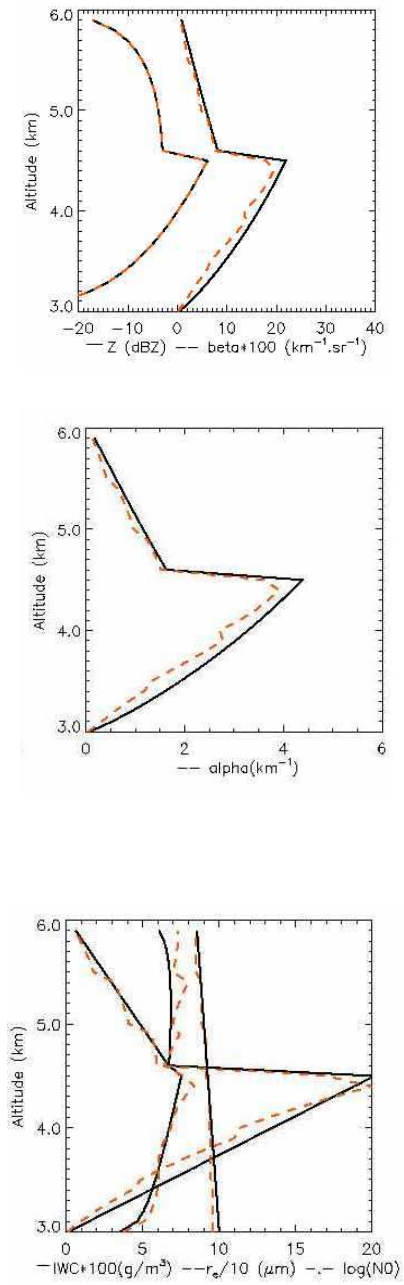 6.0
5.0
4.0
3.0
Altitude (km)
-20 -10 0 10 20 30 40
— Z (dBZ) –– beta*100 (km⁻¹.sr⁻¹)
6.0
5.0
4.0
3.0
Altitude (km)
0 2 4 6
–– alpha(km⁻¹)
6.0
5.0
4.0
3.0
Altitude (km)
0 5 10 15 20
—IWC*100(g/m³) ––rₑ/10 (μm) –.– log(N0)